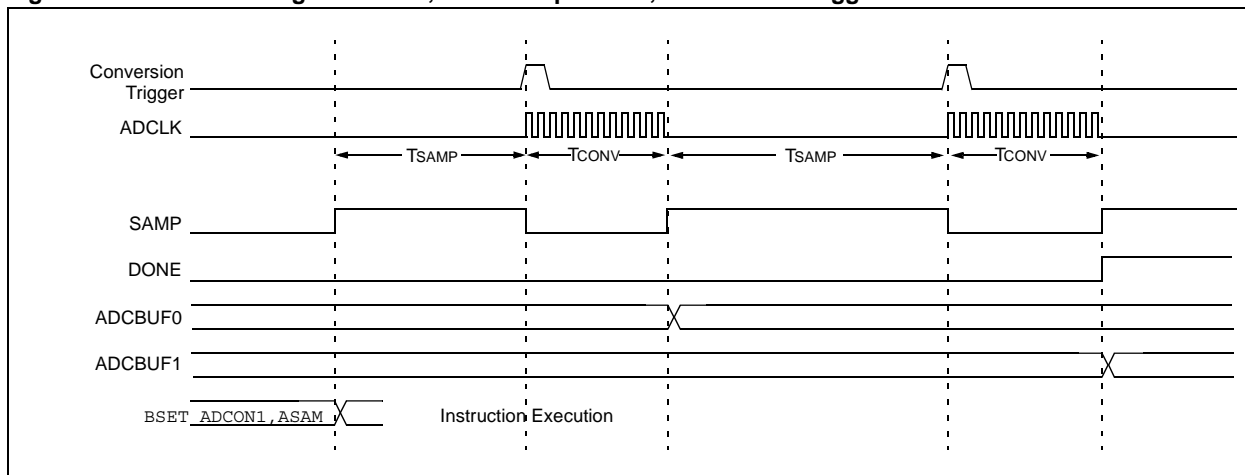 Conversion
Trigger
ADCLK
TSAMP TCONV TSAMP TCONV
SAMP
DONE
ADCBUF0
ADCBUF1
BSET ADCON1,ASAM Instruction Execution